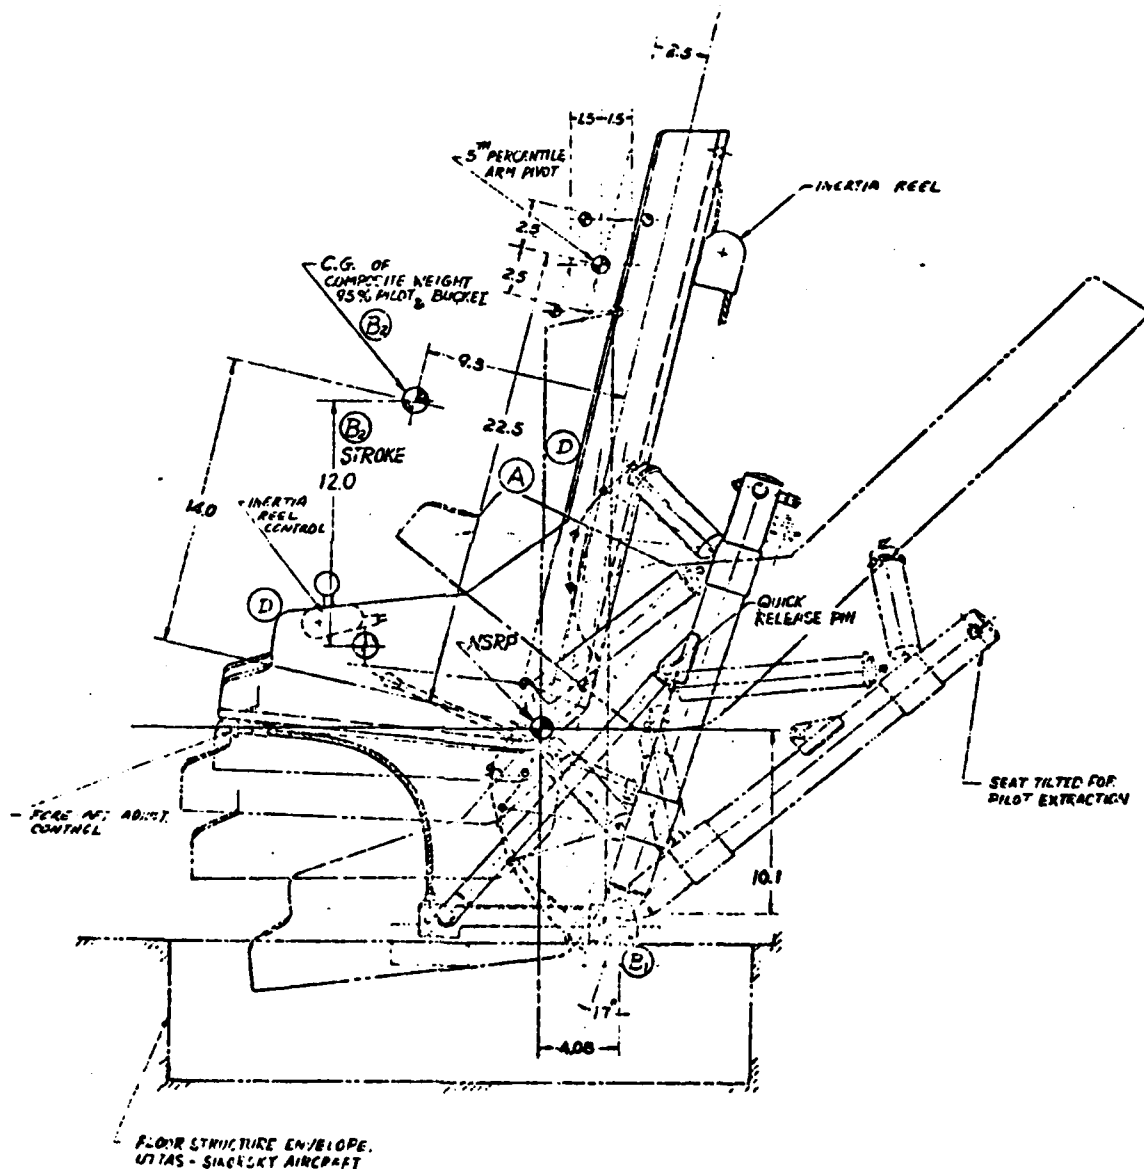 2.5
1.5 1.5
5TH PERCENTILE
ARM PIVOT
INERTIA REEL
2.5
2.5
C.G. OF
COMPOSITE WEIGHT
95% PILOT & BUCKET
B2
9.3
B2
STROKE
12.0
22.5
D
A
14.0
INERTIA
REEL
CONTROL
D
NSRP
QUICK
RELEASE PIN
SEAT TILTED FOR
PILOT EXTRACTION
FORE AFT ADJUST.
CONTROL
10.1
B1
17°
4.08
FLOOR STRUCTURE ENVELOPE,
UTTAS - SIKORSKY AIRCRAFT